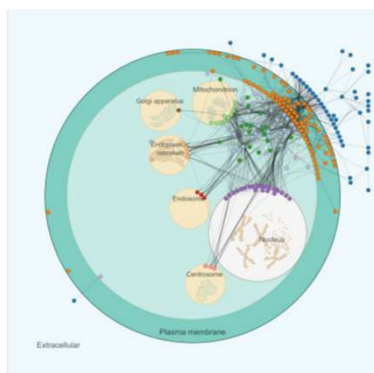 Mitochondrion
Golgi apparatus
Endoplasmic
reticulum
Endosome
Nucleus
Centrosome
Plasma membrane
Extracellular